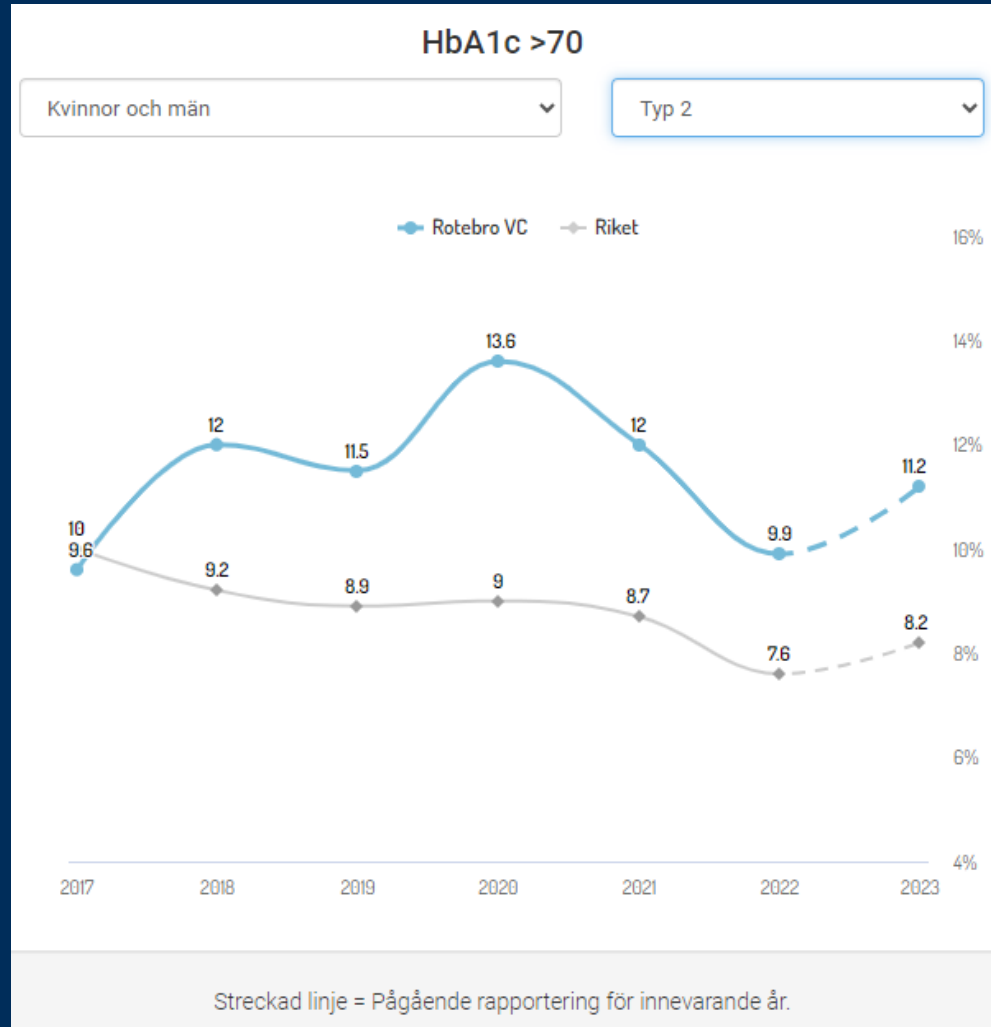 HbA1c >70
Kvinnor och män Typ 2
Rotebro VC Riket
16%
14%
13.6
12 12 12%
11.5
11.2
10
9.9
9.6 10%
9.2
8.9 9
8.7
8.2
7.6 8%
6%
4%
2017 2018 2019 2020 2021 2022 2023
Streckad linje = Pågående rapportering för innevarande år.